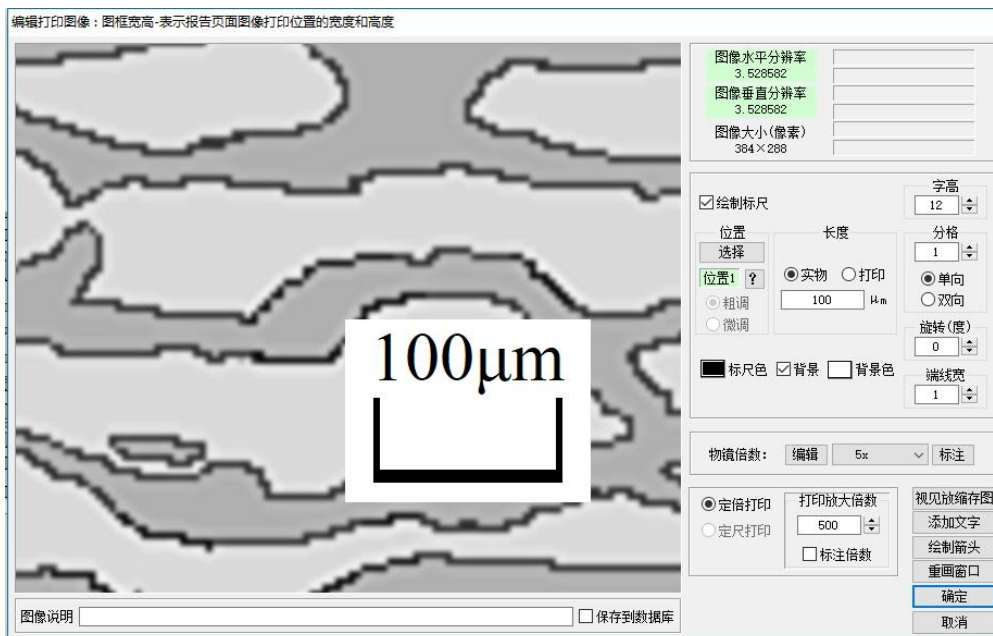 编辑打印图像：图框宽高-表示报告页面图像打印位置的宽度和高度
100μm
图像水平分辨率
3.528582
图像垂直分辨率
3.528582
图像大小(像素)
384×288
绘制标尺
字高
12
位置
选择
位置1 ?
粗调
微调
长度
实物 打印
100 μm
分格
1
单向
双向
旋转(度)
0
标尺色 背景 背景色
端线宽
1
物镜倍数： 编辑 5x 标注
定倍打印
定尺打印
打印放大倍数
500
标注倍数
视见放缩存图
添加文字
绘制箭头
重画窗口
确定
取消
图像说明 保存到数据库